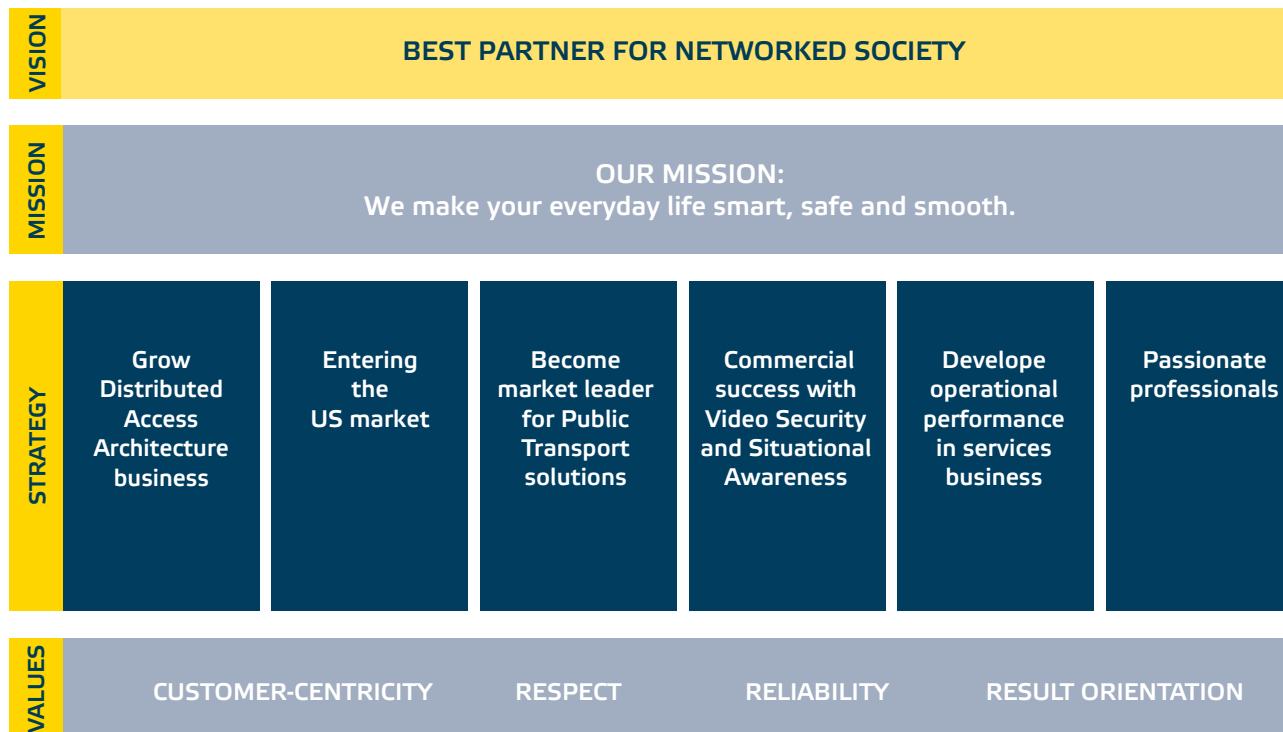 VISION
BEST PARTNER FOR NETWORKED SOCIETY
MISSION
OUR MISSION:
We make your everyday life smart, safe and smooth.
STRATEGY
Grow
Distributed
Access
Architecture
business
Entering
the
US market
Become
market leader
for Public
Transport
solutions
Commercial
success with
Video Security
and Situational
Awareness
Develope
operational
performance
in services
business
Passionate
professionals
VALUES
CUSTOMER-CENTRICITY RESPECT RELIABILITY RESULT ORIENTATION